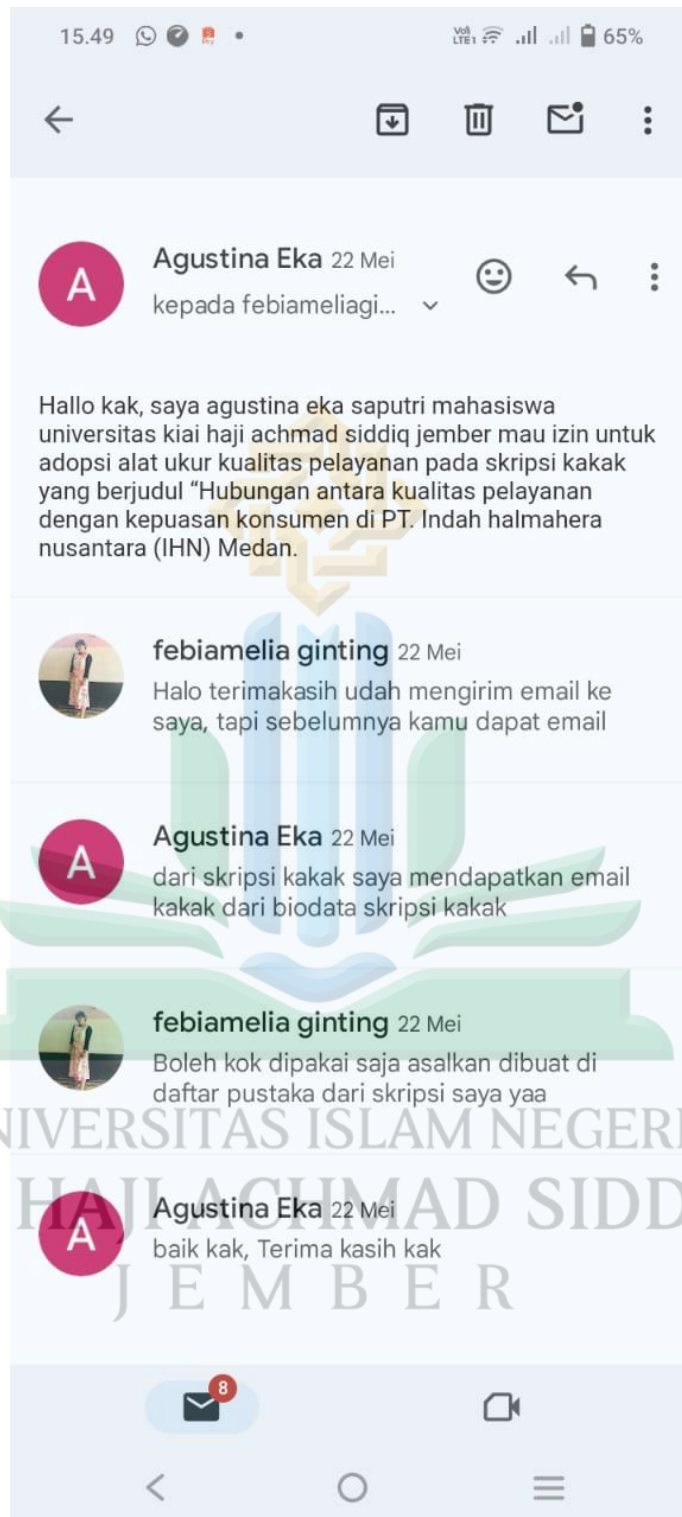 15.49
VoLTE1 65%
Agustina Eka 22 Mei
A
kepada febiameliagi...
Hallo kak, saya agustina eka saputri mahasiswa
universitas kiai haji achmad siddiq jember mau izin untuk
adopsi alat ukur kualitas pelayanan pada skripsi kakak
yang berjudul “Hubungan antara kualitas pelayanan
dengan kepuasan konsumen di PT. Indah halmahera
nusantara (IHN) Medan.
febiamelia ginting 22 Mei
Halo terimakasih udah mengirim email ke
saya, tapi sebelumnya kamu dapat email
Agustina Eka 22 Mei
A
dari skripsi kakak saya mendapatkan email
kakak dari biodata skripsi kakak
febiamelia ginting 22 Mei
Boleh kok dipakai saja asalkan dibuat di
daftar pustaka dari skripsi saya yaa
NIVERSITAS ISLAM NEGERI
HAJI ACHMAD SIDD
Agustina Eka 22 Mei
A
baik kak, Terima kasih kak
JEMBER
8